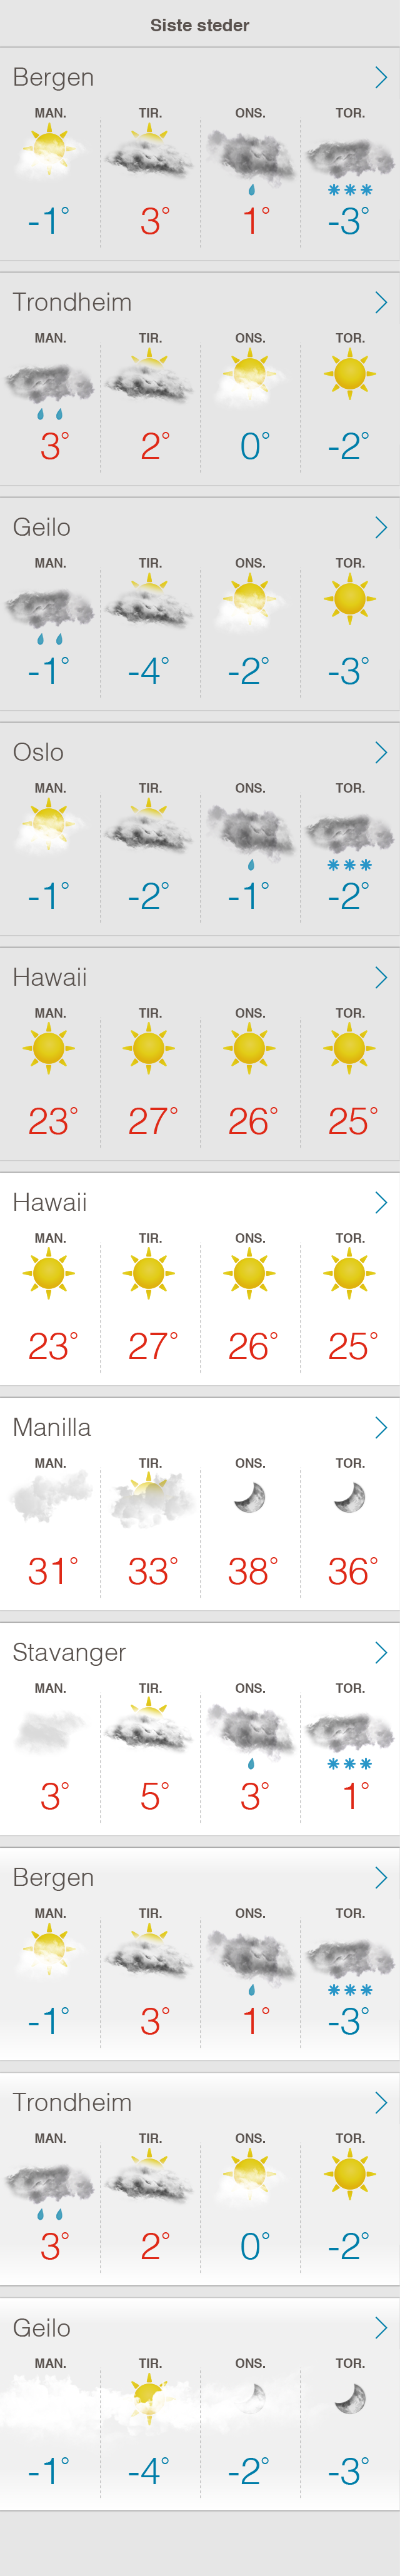 Siste steder
Bergen
MAN. TIR. ONS. TOR.
-1° 3° 1° -3°
Trondheim
MAN. TIR. ONS. TOR.
3° 2° 0° -2°
Geilo
MAN. TIR. ONS. TOR.
-1° -4° -2° -3°
Oslo
MAN. TIR. ONS. TOR.
-1° -2° -1° -2°
Hawaii
MAN. TIR. ONS. TOR.
23° 27° 26° 25°
Hawaii
MAN. TIR. ONS. TOR.
23° 27° 26° 25°
Manilla
MAN. TIR. ONS. TOR.
31° 33° 38° 36°
Stavanger
MAN. TIR. ONS. TOR.
3° 5° 3° 1°
Bergen
MAN. TIR. ONS. TOR.
-1° 3° 1° -3°
Trondheim
MAN. TIR. ONS. TOR.
3° 2° 0° -2°
Geilo
MAN. TIR. ONS. TOR.
-1° -4° -2° -3°